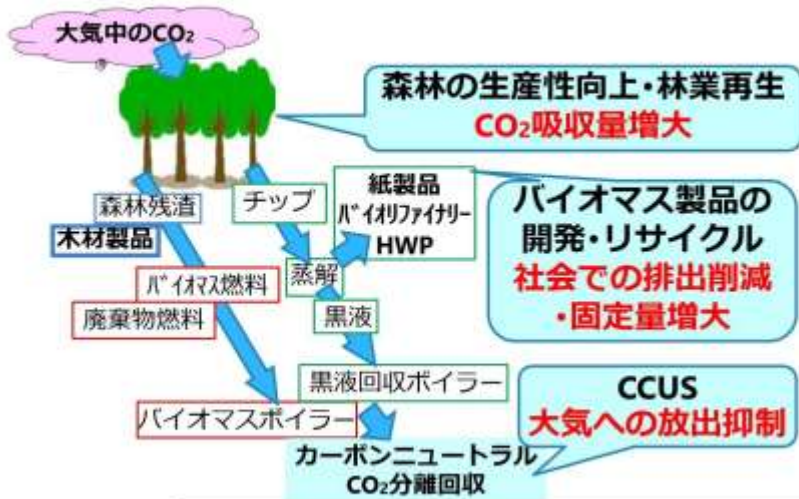 大気中のCO₂
森林の生産性向上・林業再生
CO₂吸収量増大
森林残渣
木材製品
チップ
紙製品
バイオリファイナリー
HWP
バイオマス製品の
開発・リサイクル
社会での排出削減
・固定量増大
バイオマス燃料
廃棄物燃料
蒸解
黒液
黒液回収ボイラー
バイオマスボイラー
CCUS
大気への放出抑制
カーボンニュートラル
CO₂分離回収